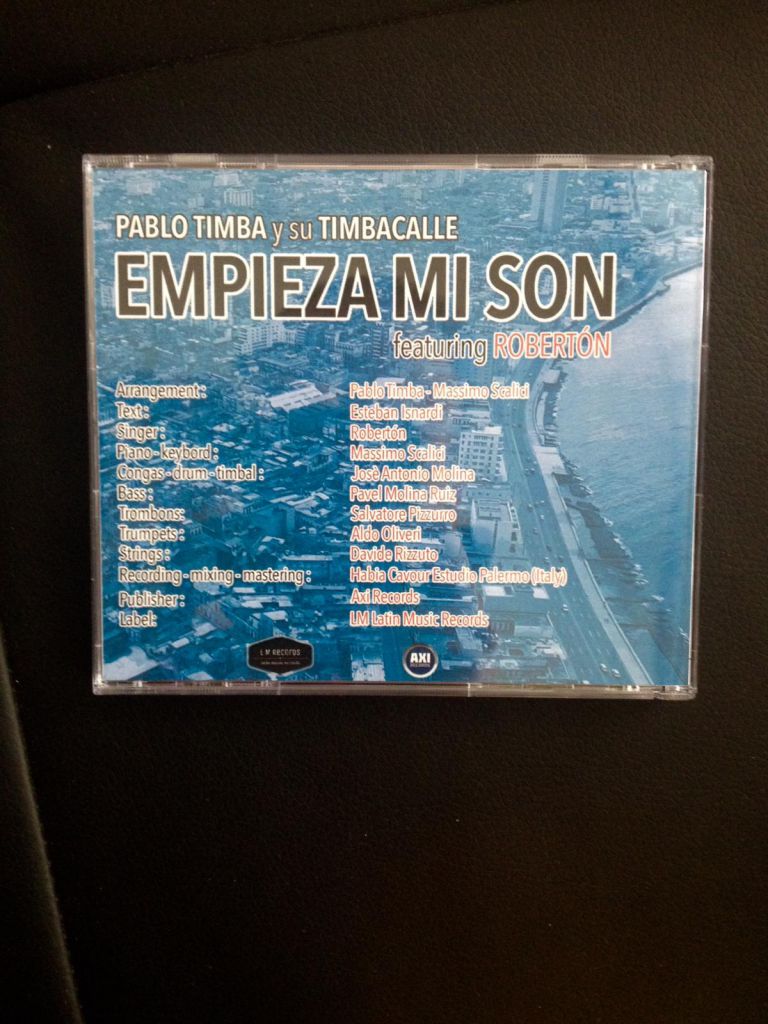 PABLO TIMBA y su TIMBACALLE
EMPIEZA MI SON
featuring ROBERTÓN
Arrangement: Pablo Timba - Massimo Scalici
Text: Esteban Isnardi
Singer: Robertón
Piano - keybord: Massimo Scalici
Congas - drum - timbal: Josè Antonio Molina
Bass: Pavel Molina Ruiz
Trombons: Salvatore Pizzurro
Trumpets: Aldo Oliveri
Strings: Davide Rizzuto
Recording - mixing - mastering: Habia Cavour Estudio Palermo (Italy)
Publisher: Axi Records
Label: LM Latin Music Records
LM RECORDS
AXI
RECORDS